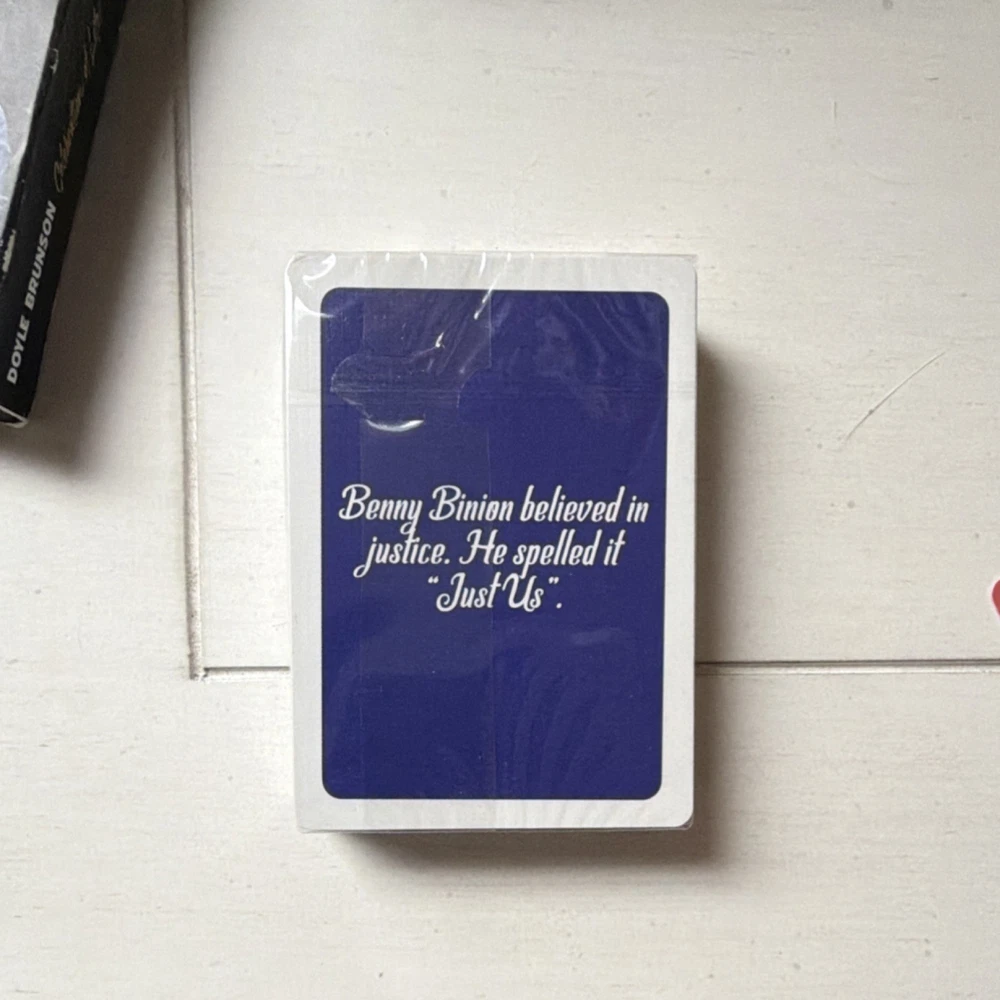 DOYLE BRUNSON
Benny Binion believed in
justice. He spelled it
“Just Us”.